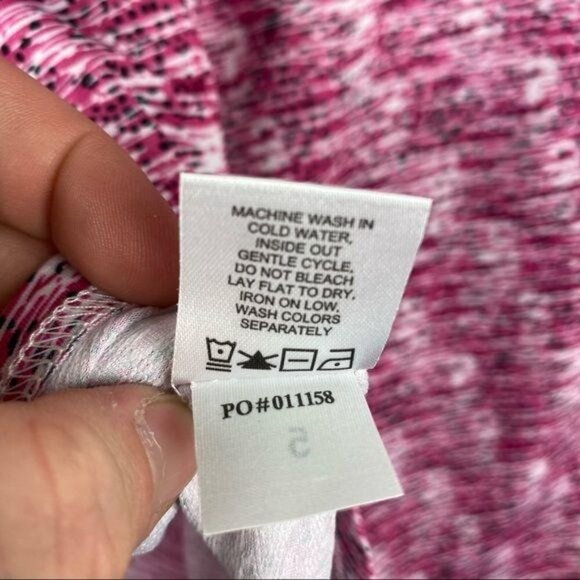 MACHINE WASH IN
COLD WATER,
INSIDE OUT
GENTLE CYCLE,
DO NOT BLEACH
LAY FLAT TO DRY.
IRON ON LOW,
WASH COLORS
SEPARATELY
PO#011158
5